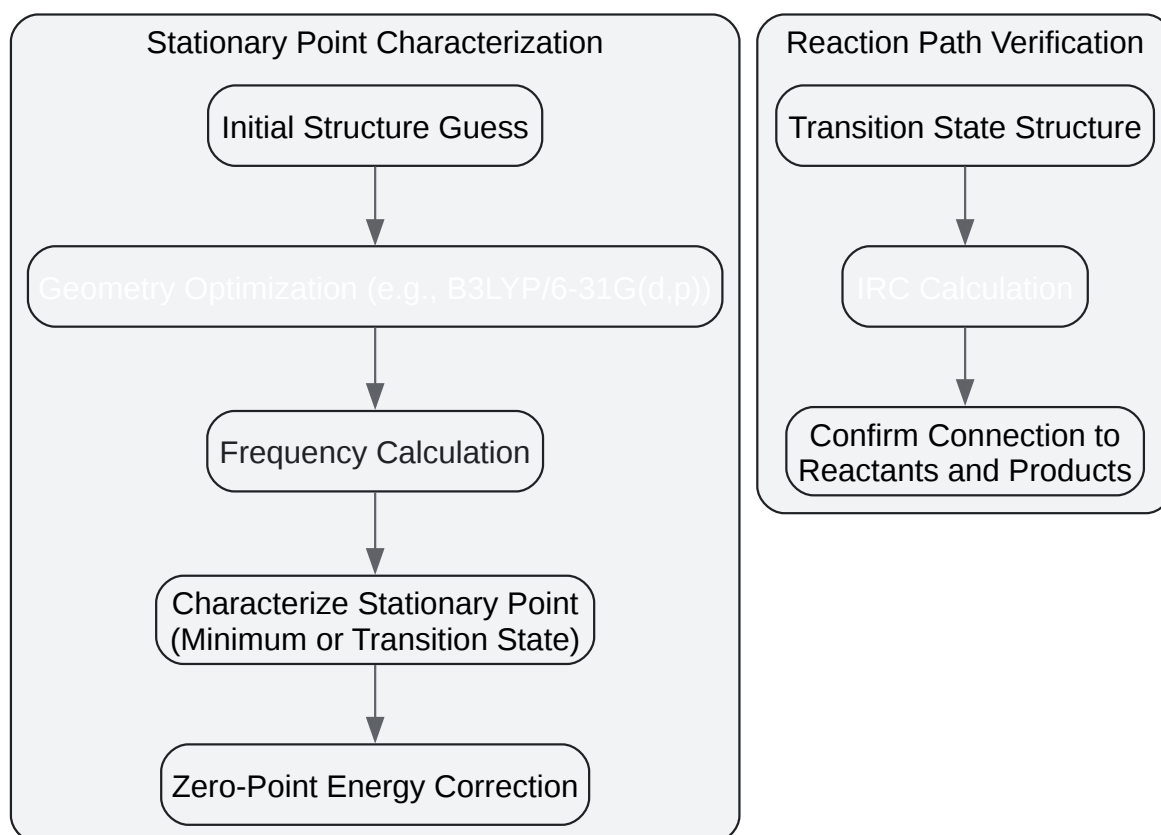 Stationary Point Characterization
Initial Structure Guess
Geometry Optimization (e.g., B3LYP/6-31G(d,p))
Frequency Calculation
Characterize Stationary Point
(Minimum or Transition State)
Zero-Point Energy Correction
Reaction Path Verification
Transition State Structure
IRC Calculation
Confirm Connection to
Reactants and Products